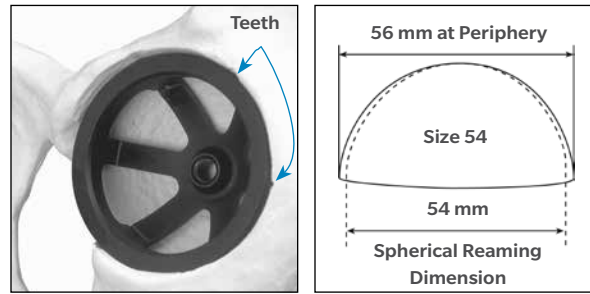 Teeth
56 mm at Periphery
Size 54
54 mm
Spherical Reaming
Dimension